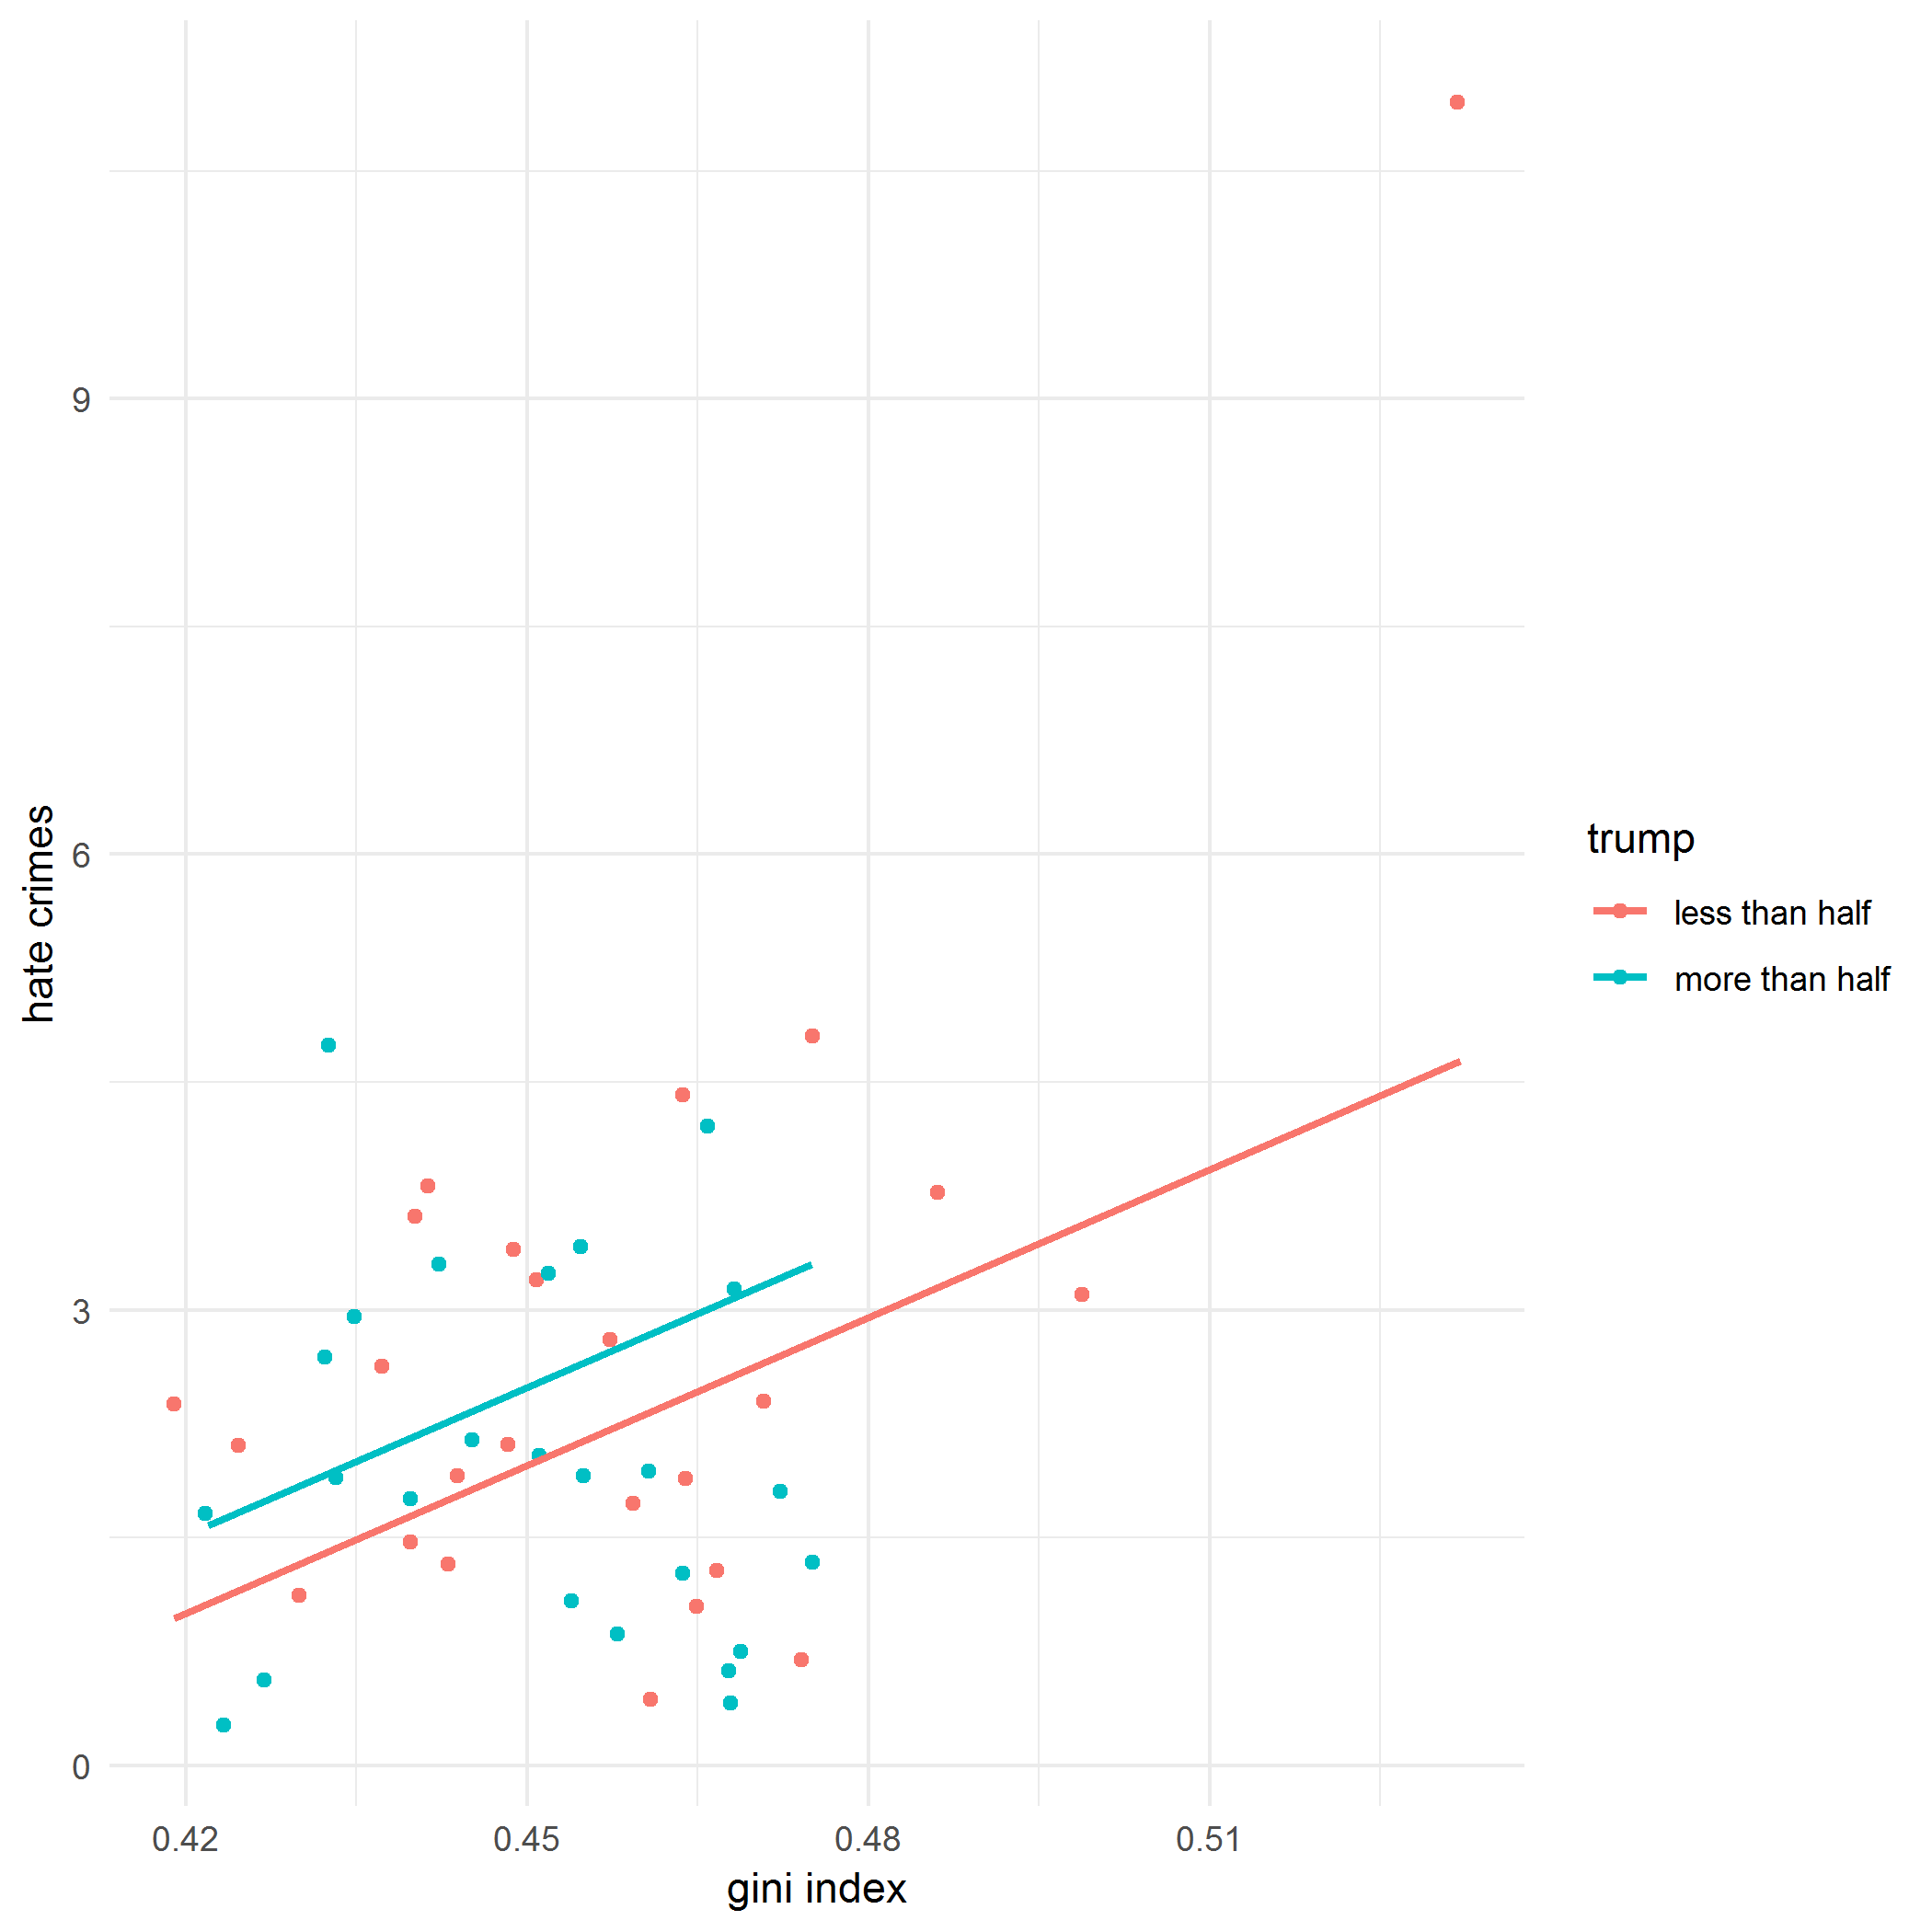 9
6
3
0
hate crimes
0.42
0.45
0.48
0.51
gini index
trump
less than half
more than half